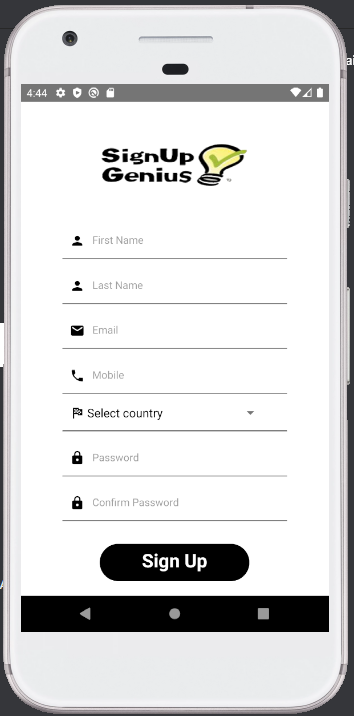 4:44
SignUp
Genius
First Name
Last Name
Email
Mobile
Select country
Password
Confirm Password
Sign Up